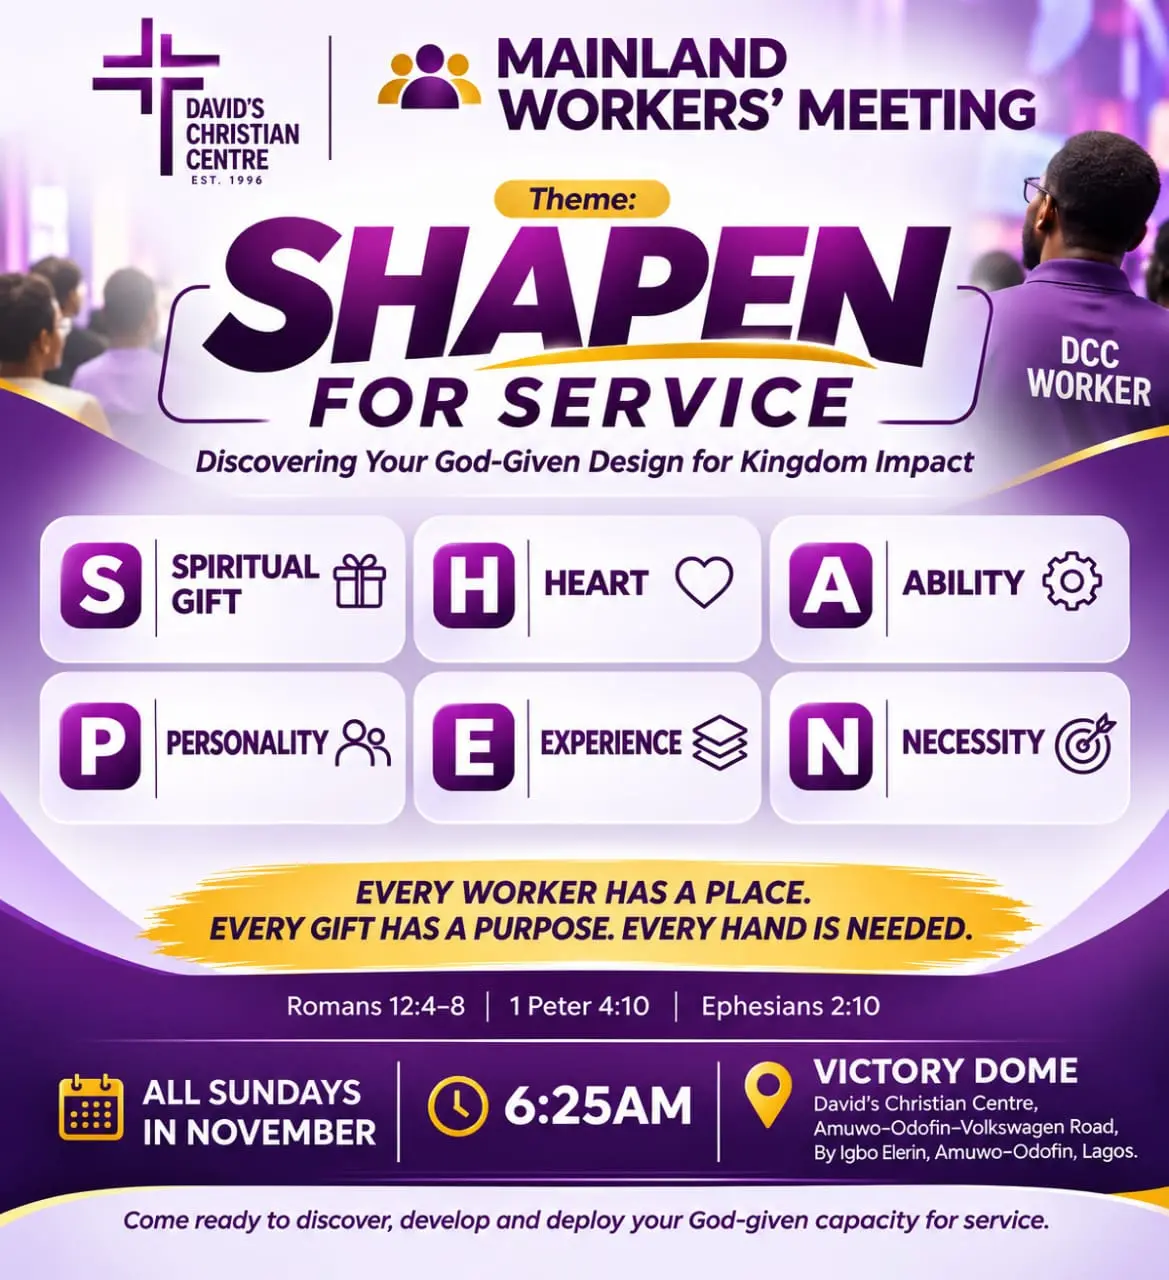 DAVID'S
CHRISTIAN
CENTRE
EST. 1996
MAINLAND
WORKERS' MEETING
Theme:
SHAPEN
FOR SERVICE
Discovering Your God-Given Design for Kingdom Impact
DCC
WORKER
S
SPIRITUAL
GIFT
H
HEART
A
ABILITY
P
PERSONALITY
E
EXPERIENCE
N
NECESSITY
EVERY WORKER HAS A PLACE.
EVERY GIFT HAS A PURPOSE. EVERY HAND IS NEEDED.
Romans 12:4–8 | 1 Peter 4:10 | Ephesians 2:10
ALL SUNDAYS
IN NOVEMBER
6:25AM
VICTORY DOME
David's Christian Centre,
Amuwo-Odofin-Volkswagen Road,
By Igbo Elerin, Amuwo-Odofin, Lagos.
Come ready to discover, develop and deploy your God-given capacity for service.